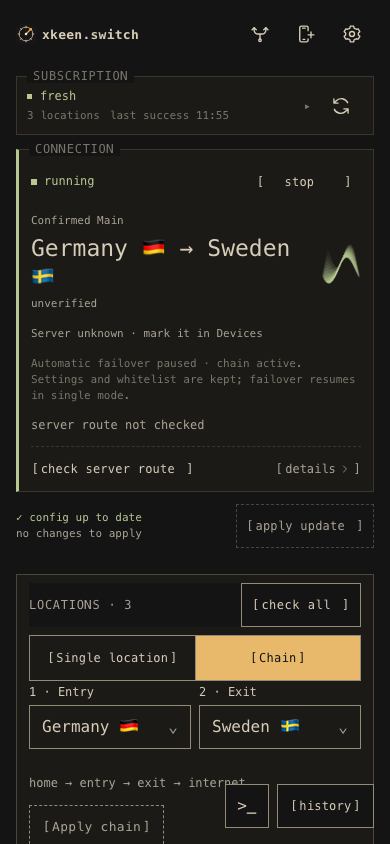 xkeen.switch
SUBSCRIPTION
fresh
3 locations last success 11:55
CONNECTION
running
[ stop ]
Confirmed Main
Germany 🇩🇪 → Sweden
🇸🇪
unverified
Server unknown · mark it in Devices
Automatic failover paused · chain active.
Settings and whitelist are kept; failover resumes
in single mode.
server route not checked
[check server route ] [details › ]
✓ config up to date
no changes to apply
[apply update ]
LOCATIONS · 3
[check all ]
[Single location] [Chain]
1 · Entry 2 · Exit
Germany 🇩🇪 Sweden 🇸🇪
home → entry → exit → internet
>_ [history]
[Apply chain]